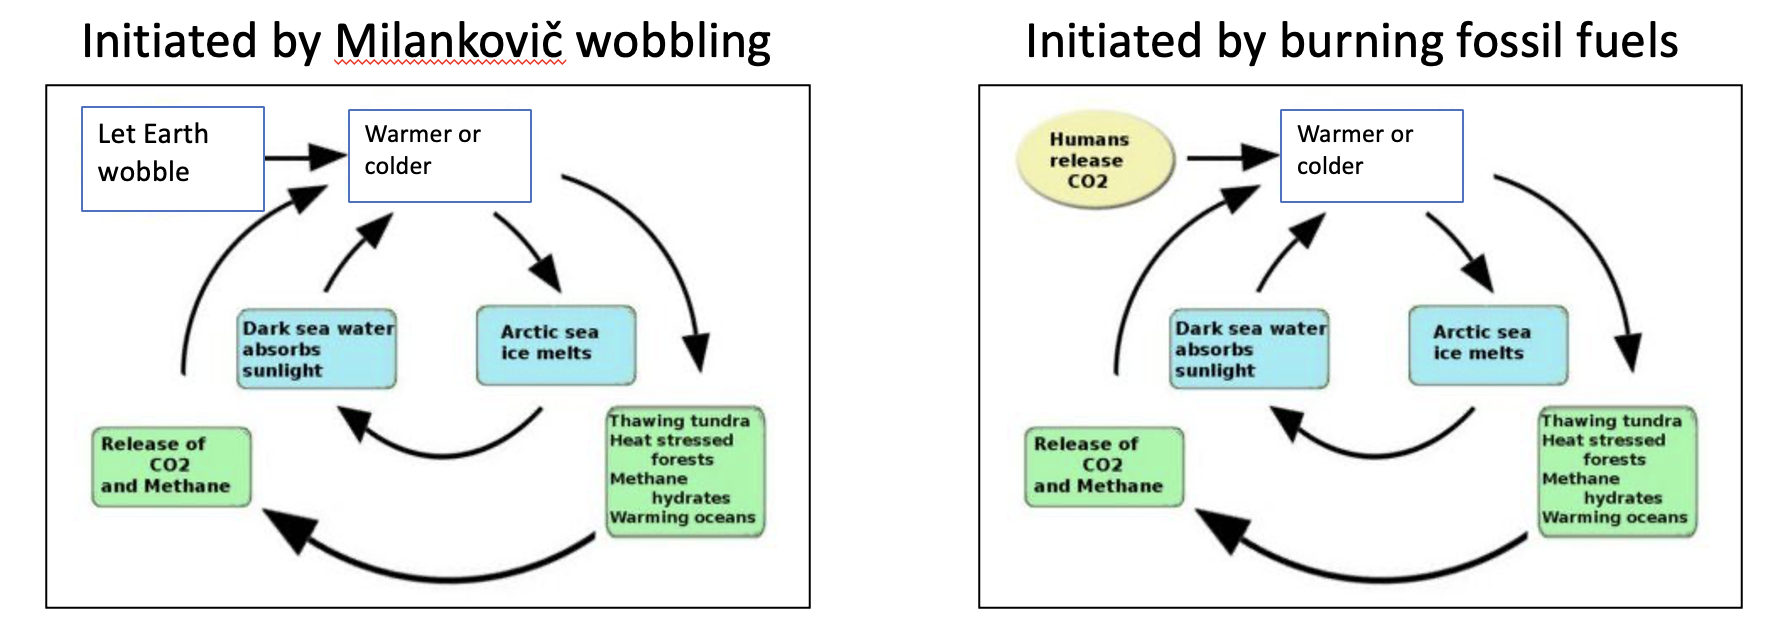 Initiated by Milankovič wobbling
Let Earth
wobble
Warmer or
colder
Dark sea water
absorbs
sunlight
Arctic sea
ice melts
Release of
CO2
and Methane
Thawing tundra
Heat stressed
forests
Methane
hydrates
Warming oceans
Initiated by burning fossil fuels
Humans
release
CO2
Warmer or
colder
Dark sea water
absorbs
sunlight
Arctic sea
ice melts
Release of
CO2
and Methane
Thawing tundra
Heat stressed
forests
Methane
hydrates
Warming oceans